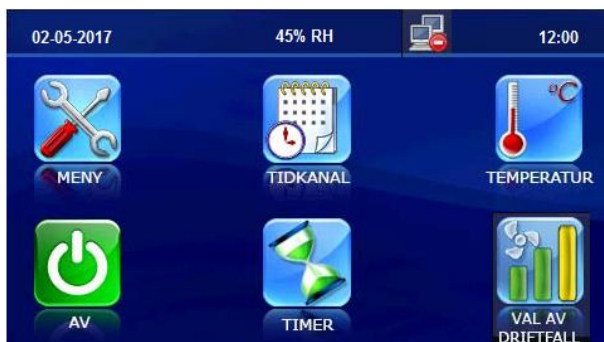 02-05-2017 45% RH 12:00
MENY TIDKANAL °C TEMPERATUR
AV TIMER VAL AV
DRIFTFALL